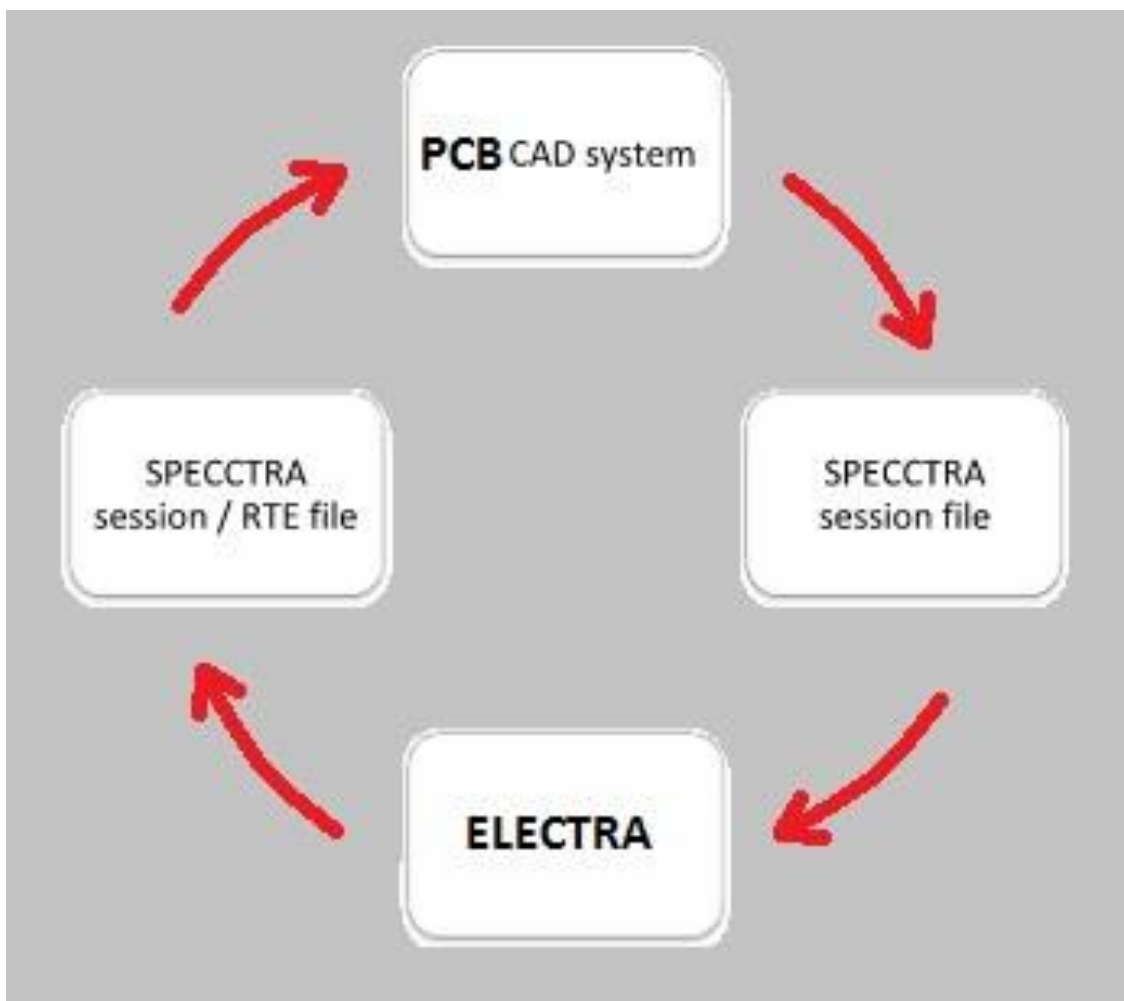 PCB CAD system
SPECCTRA
session / RTE file
SPECCTRA
session file
ELECTRA